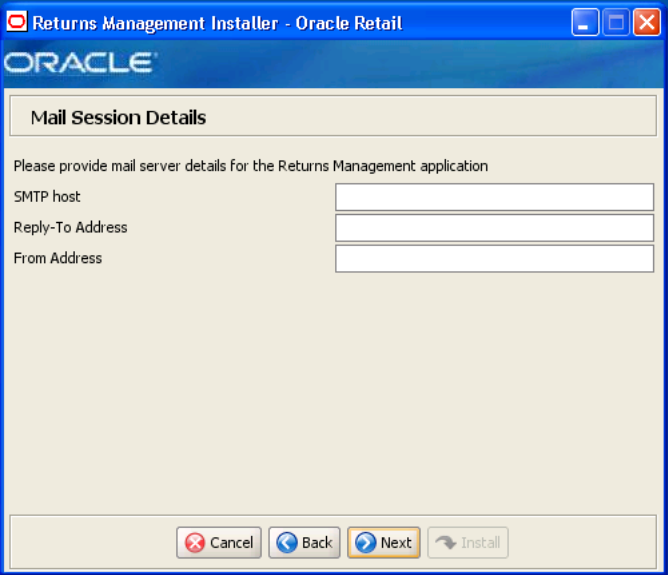 Returns Management Installer - Oracle Retail
ORACLE
Mail Session Details
Please provide mail server details for the Returns Management application
SMTP host
Reply-To Address
From Address
Cancel Back Next Install